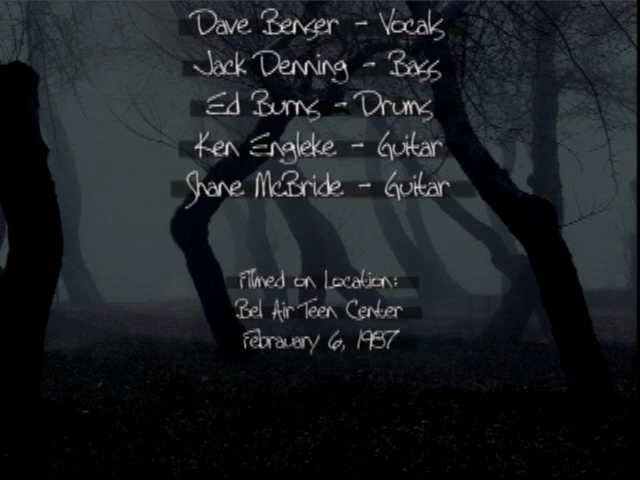 Dave Benser - Vocals
Jack Denning - Bass
Ed Burns - Drums
Ken Engleke - Guitar
Shane McBride - Guitar
Filmed on Location:
Bel Air Teen Center
Febrauary 6, 1987